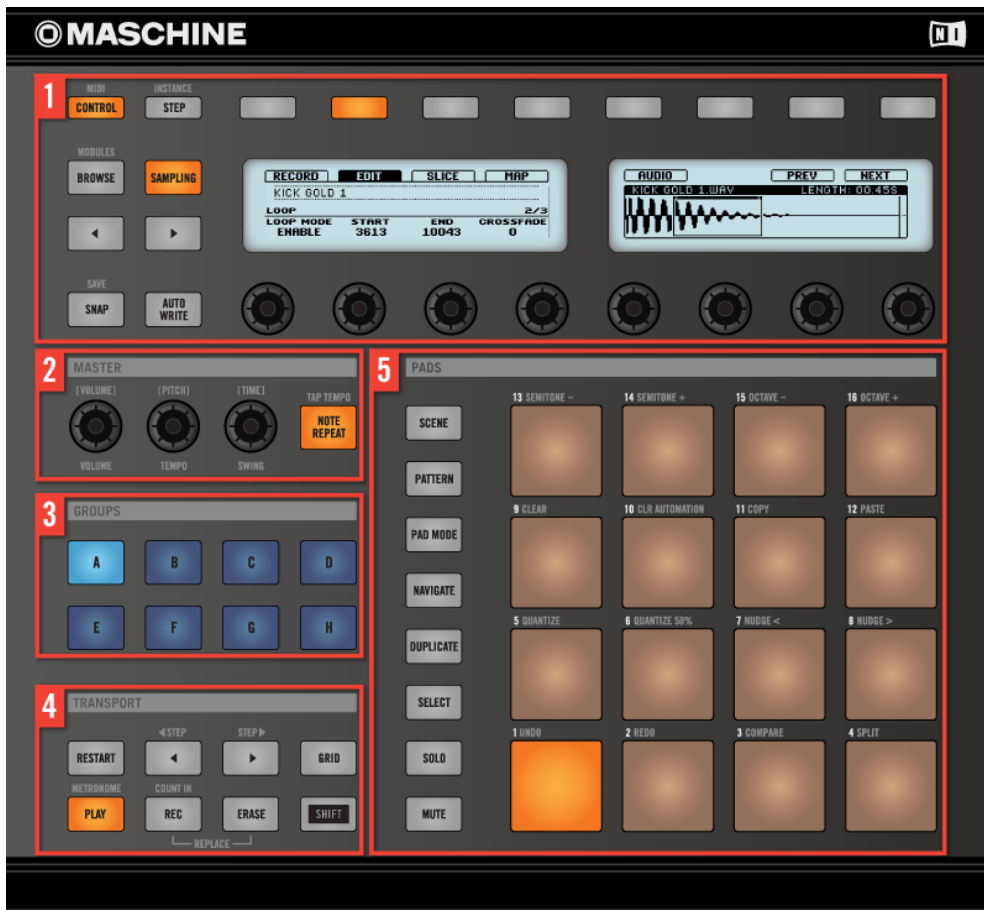 MASCHINE
NI
1
MIDI INSTANCE
CONTROL STEP
MODULES
BROWSE SAMPLING
SAVE
SNAP AUTO WRITE
RECORD EDIT SLICE MAP
KICK GOLD 1
LOOP 2/3
LOOP MODE START END CROSSFADE
ENABLE 3613 10043 0
AUDIO PREV NEXT
KICK GOLD 1.WAV LENGTH: 00.45S
2
MASTER
[VOLUME] [PITCH] [TIME] TAP TEMPO
NOTE REPEAT
VOLUME TEMPO SWING
3
GROUPS
A B C D
E F G H
4
TRANSPORT
STEP STEP
RESTART GRID
METRONOME COUNT IN
PLAY REC ERASE SHIFT
REPLACE
5
PADS
SCENE
PATTERN
PAD MODE
NAVIGATE
DUPLICATE
SELECT
SOLO
MUTE
13 SEMITONE - 14 SEMITONE + 15 OCTAVE - 16 OCTAVE +
9 CLEAR 10 CLR AUTOMATION 11 COPY 12 PASTE
5 QUANTIZE 6 QUANTIZE 50% 7 NUDGE < 8 NUDGE >
1 UNDO 2 REDO 3 COMPARE 4 SPLIT